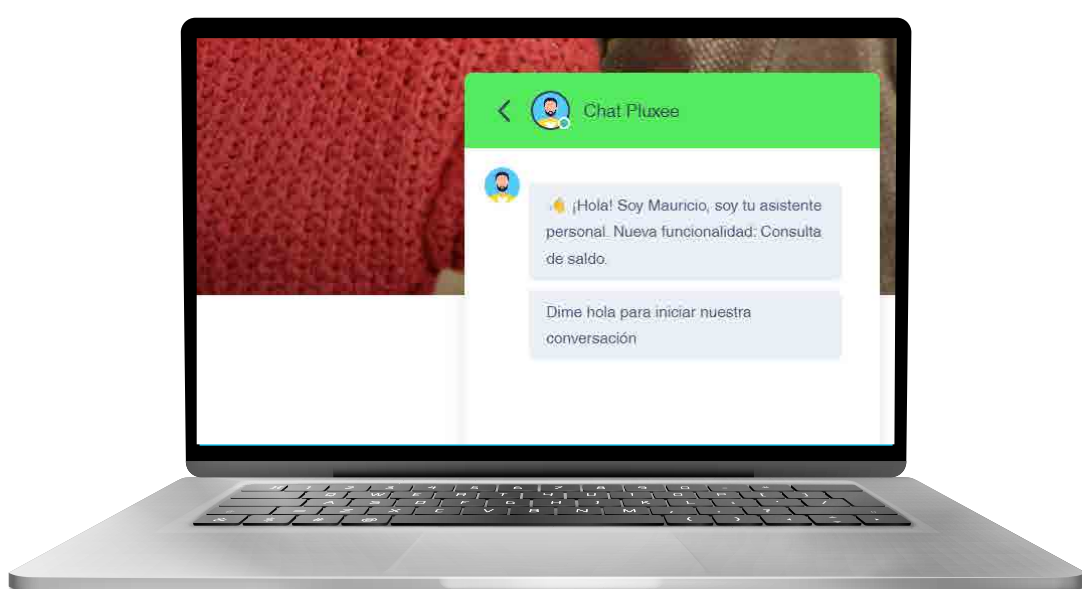 Chat Pluxee
¡Hola! Soy Mauricio, soy tu asistente
personal. Nueva funcionalidad: Consulta
de saldo.
Dime hola para iniciar nuestra
conversación